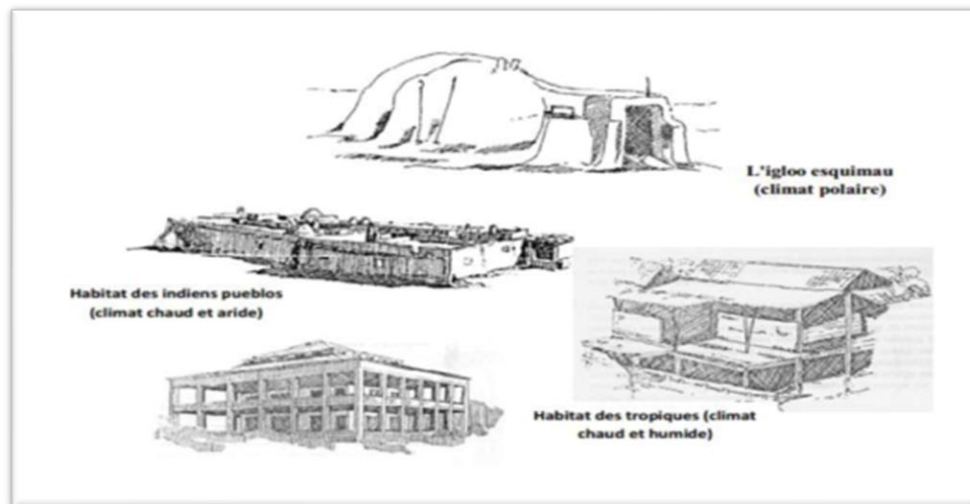 L'igloo esquimau
(climat polaire)
Habitat des indiens pueblos
(climat chaud et aride)
Habitat des tropiques (climat
chaud et humide)